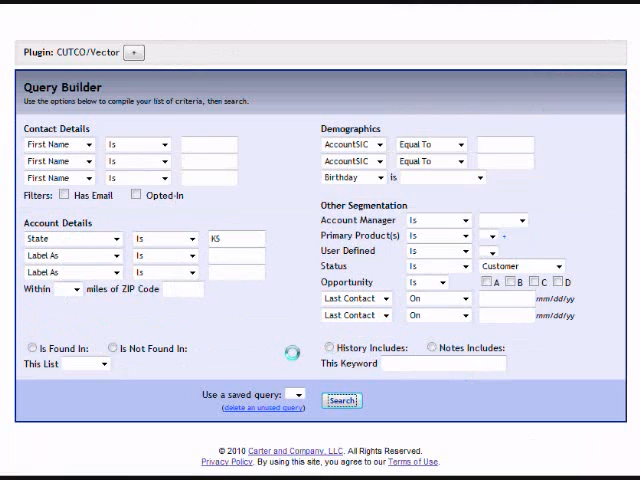 Plugin: CUTCO/Vector +
Query Builder
Use the options below to compile your list of criteria, then search.
Contact Details
First Name Is
First Name Is
First Name Is
Filters: Has Email Opted-In
Account Details
State Is KS
Label As Is
Label As Is
Within miles of ZIP Code
Is Found In: Is Not Found In:
This List
Demographics
AccountSIC Equal To
AccountSIC Equal To
Birthday is
Other Segmentation
Account Manager Is
Primary Product(s) Is +
User Defined Is
Status Is Customer
Opportunity Is A B C D
Last Contact On mm/dd/yy
Last Contact On mm/dd/yy
History Includes: Notes Includes:
This Keyword
Use a saved query:
(delete an unused query)
Search
© 2010 Carter and Company, LLC. All Rights Reserved.
Privacy Policy. By using this site, you agree to our Terms of Use.